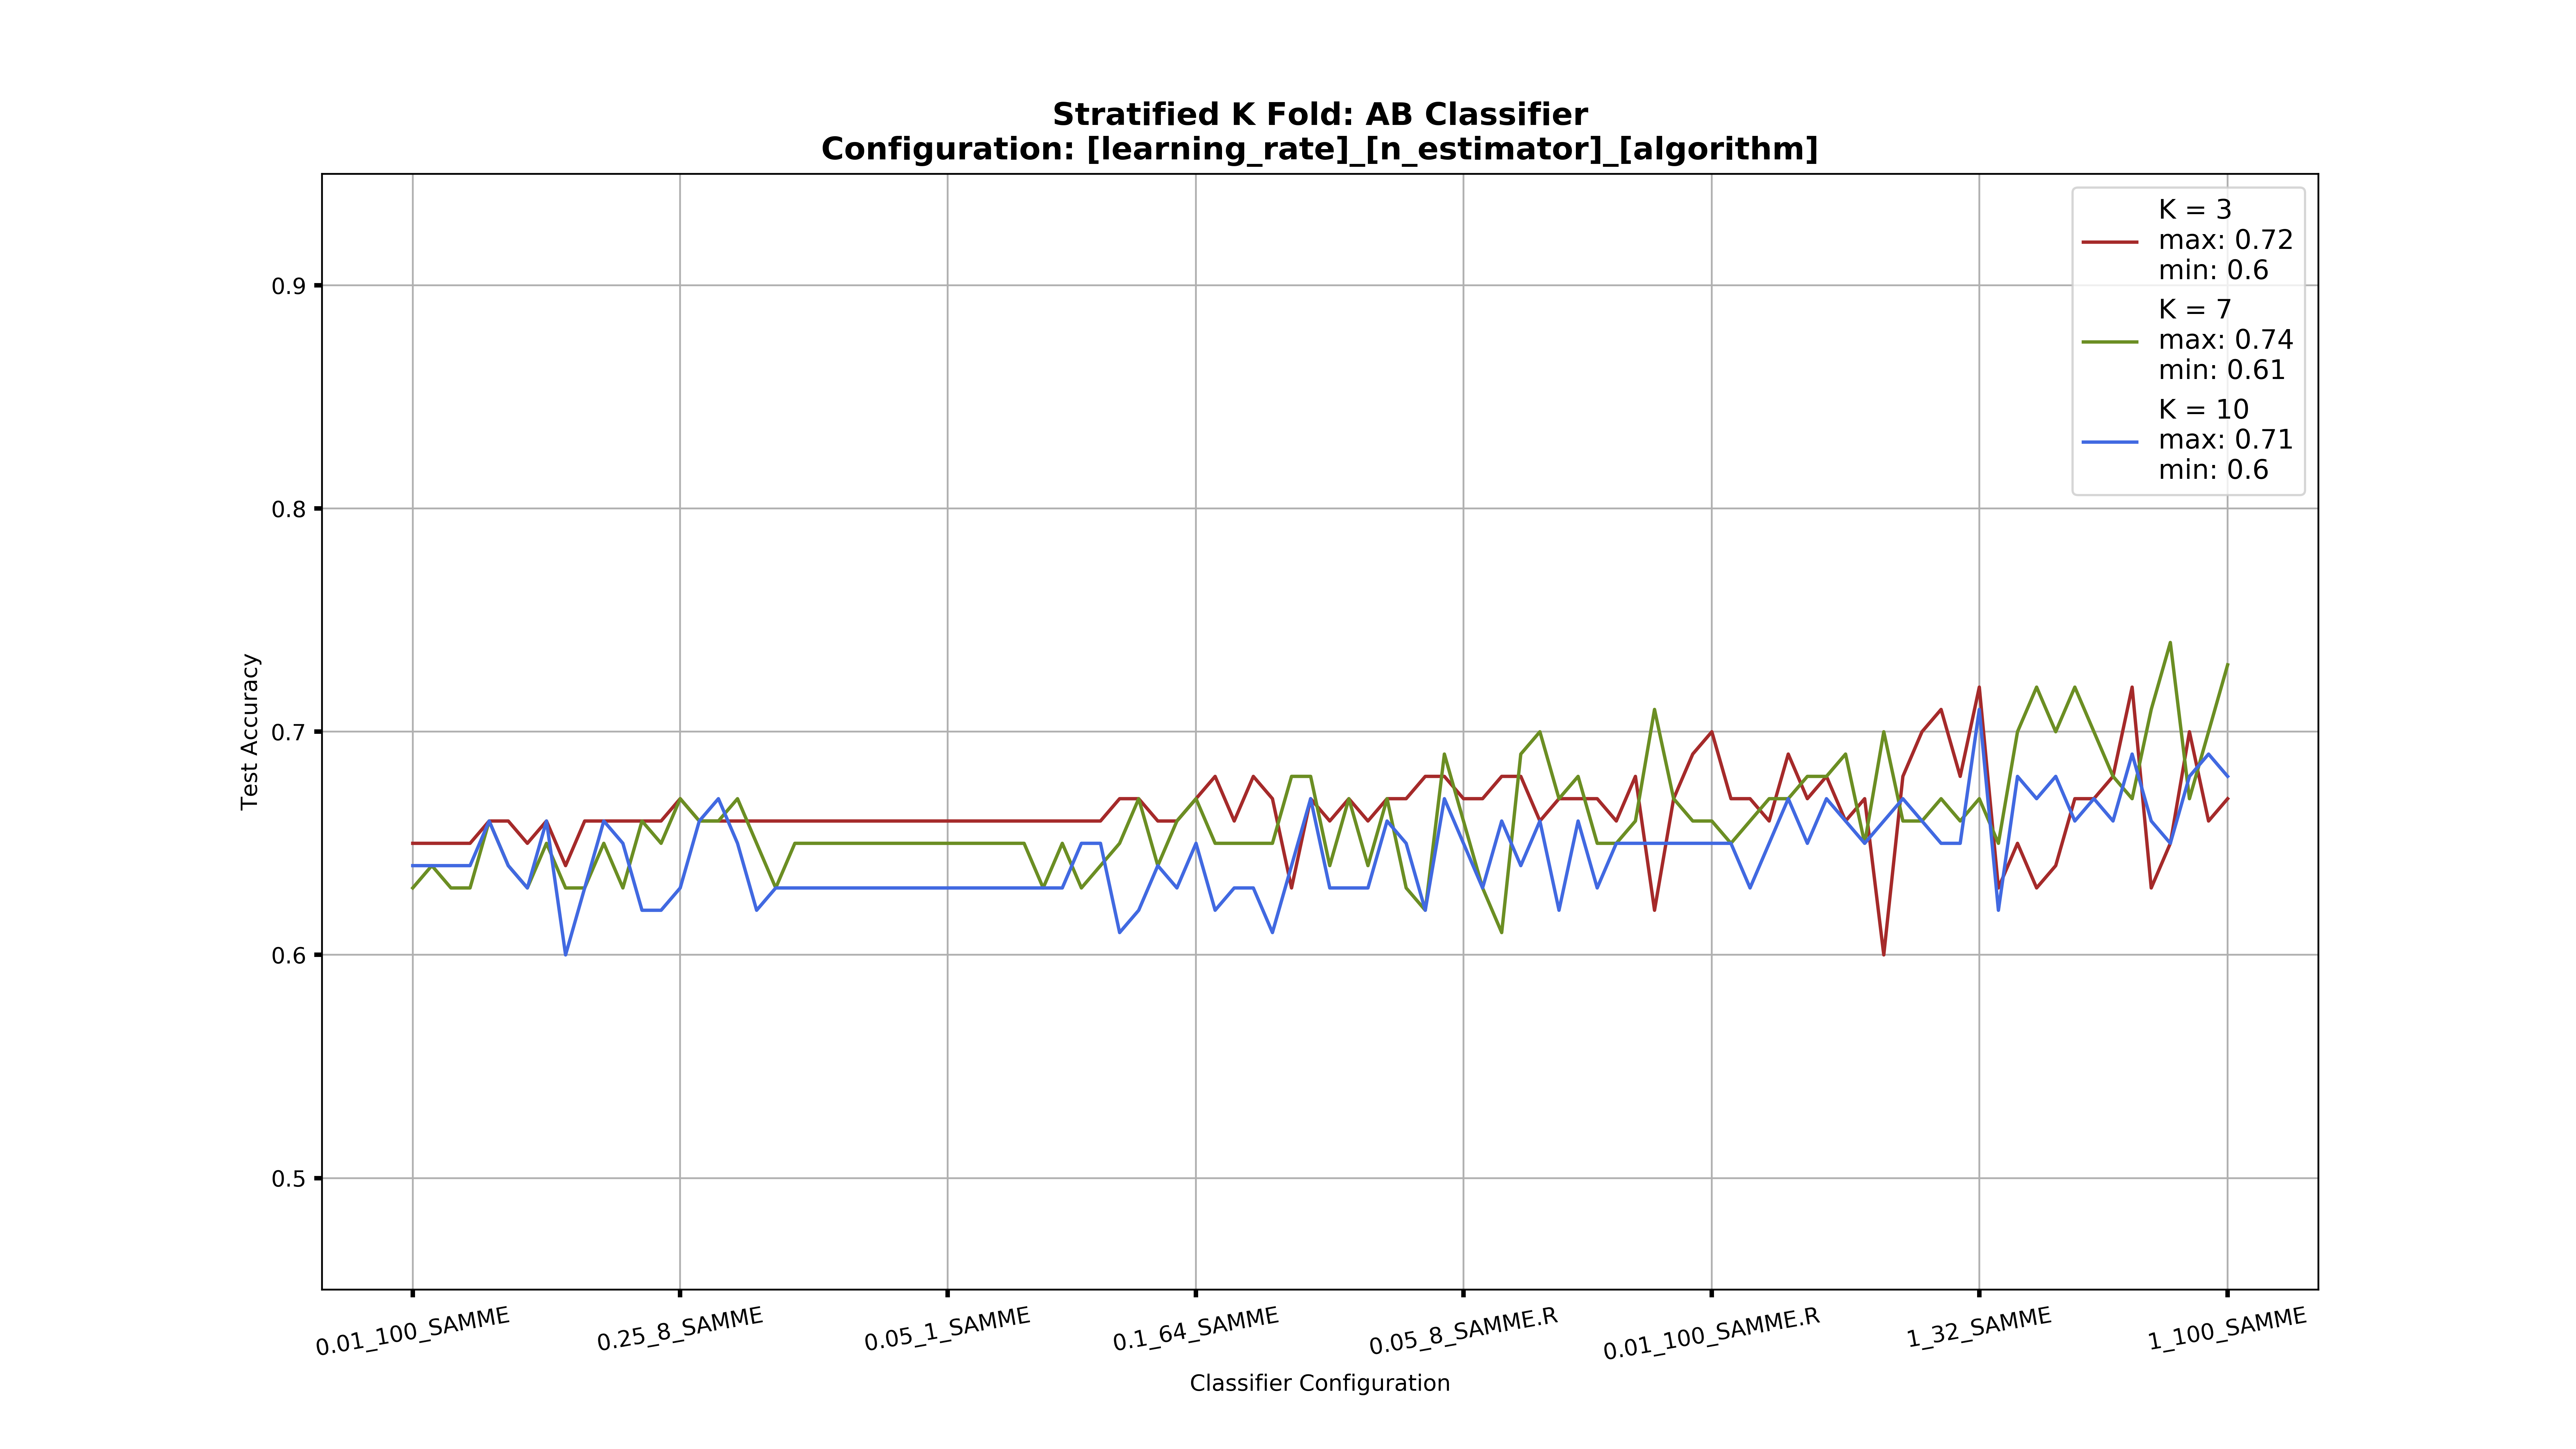 Stratified K Fold: AB Classifier
Configuration: [learning_rate]_[n_estimator]_[algorithm]
K = 3
max: 0.72
min: 0.6
K = 7
max: 0.74
min: 0.61
K = 10
max: 0.71
min: 0.6
0.9
0.8
0.7
0.6
0.5
Test Accuracy
0.01_100_SAMME
0.25_8_SAMME
0.05_1_SAMME
0.1_64_SAMME
0.05_8_SAMME.R
0.01_100_SAMME.R
1_32_SAMME
1_100_SAMME
Classifier Configuration